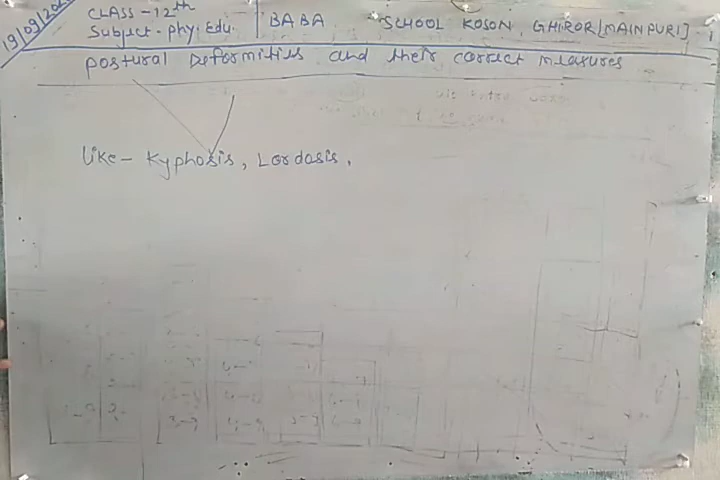 19/09/20
CLASS - 12th
Subject - phy. Edu.
BABA SCHOOL KOSON, GHIROR [MAINPURI]
postural Deformities and their correct measures
Like - Kyphosis, Lordosis,